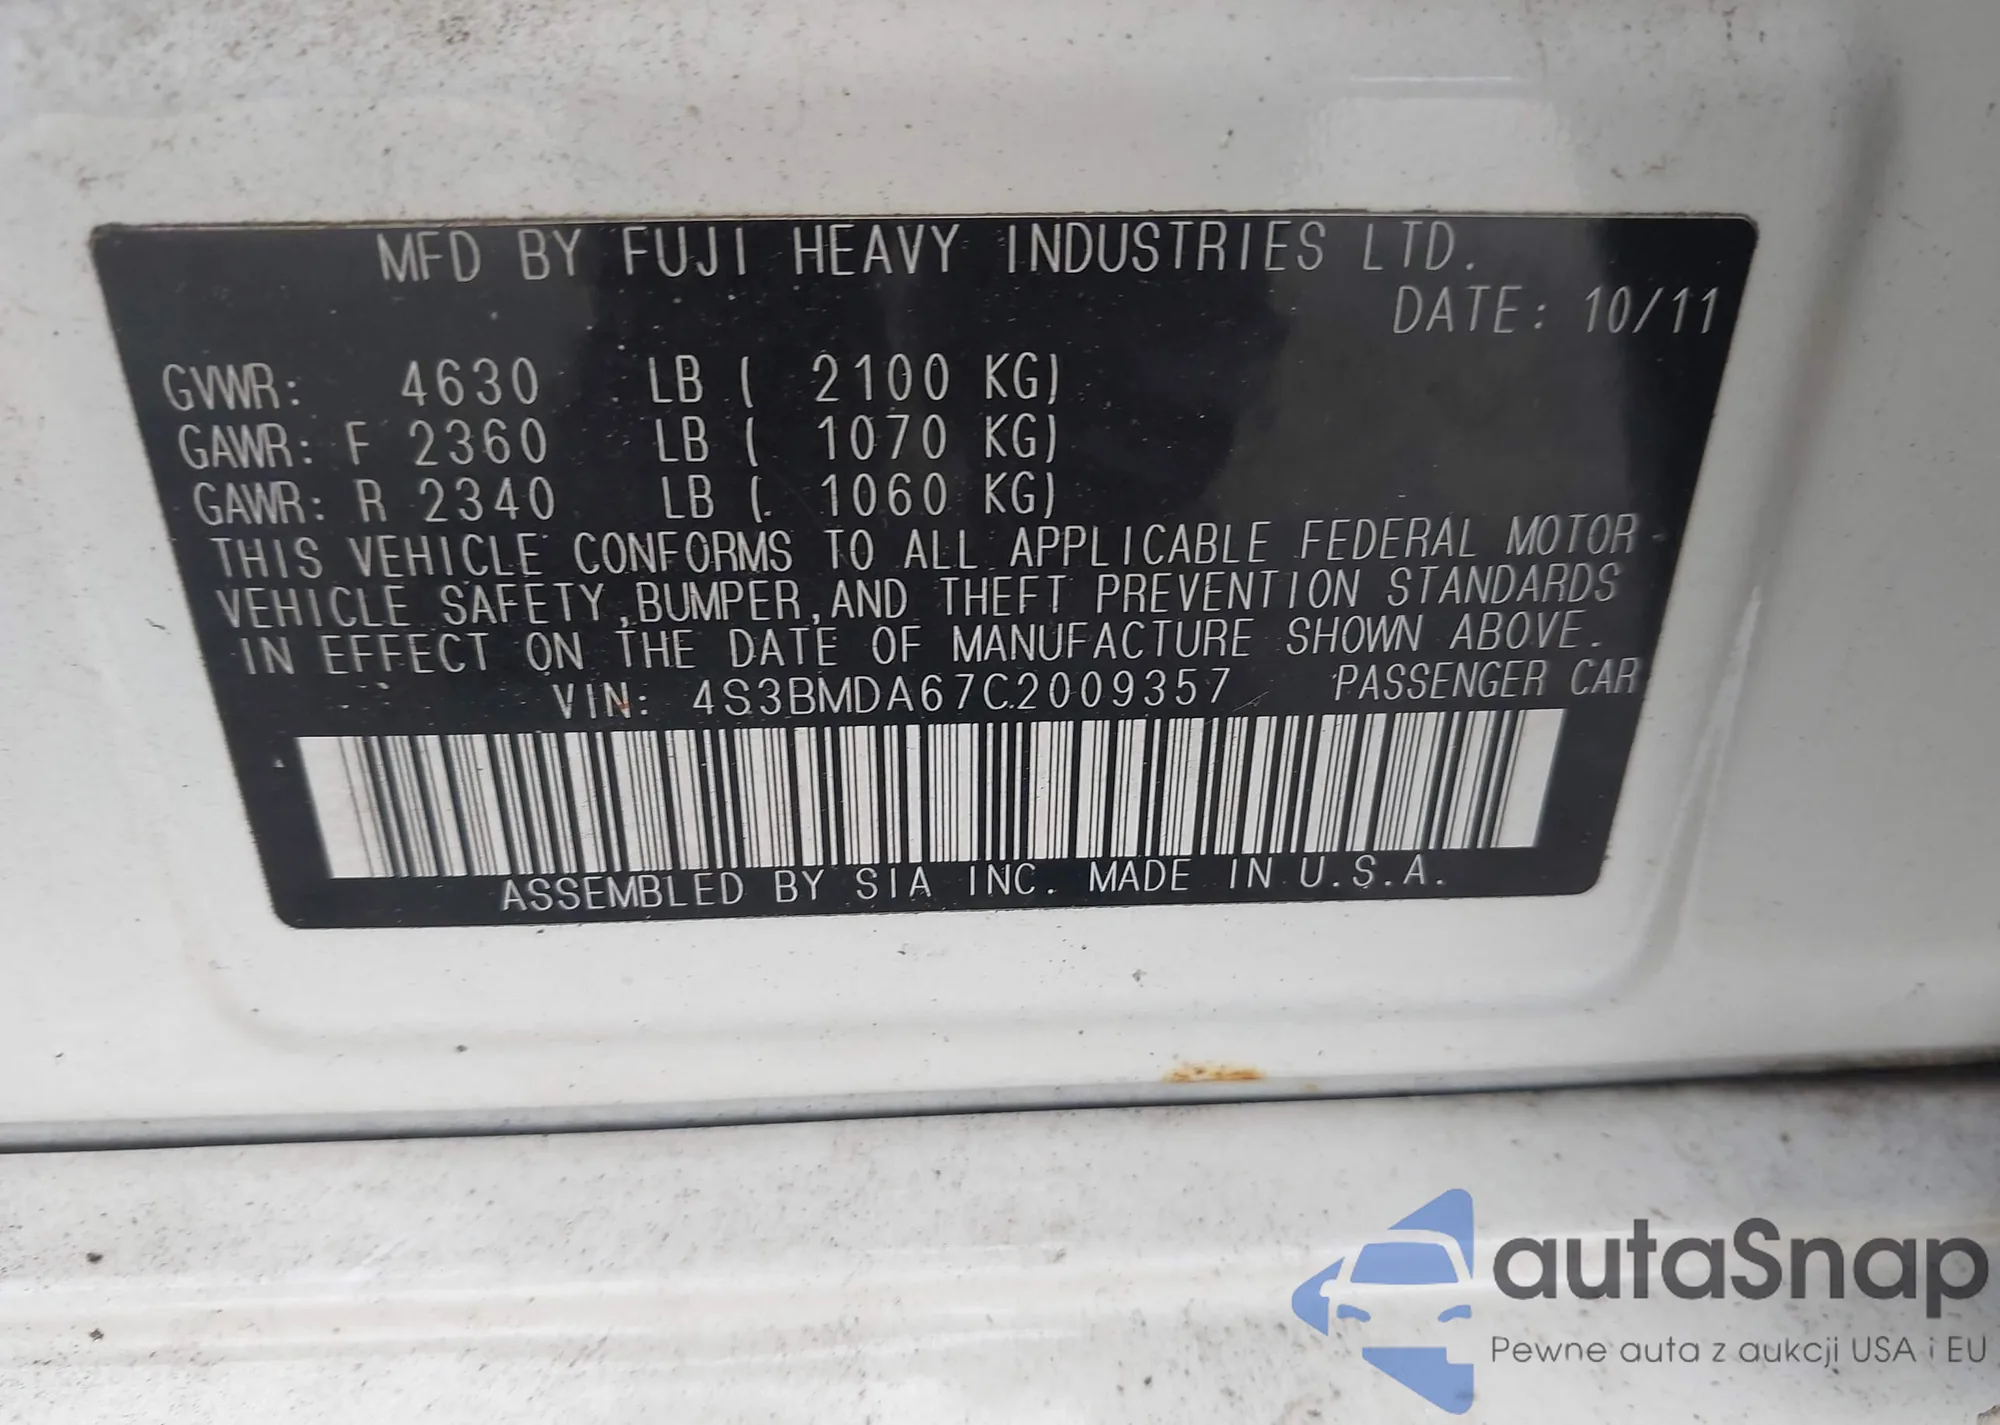 MFD BY FUJI HEAVY INDUSTRIES LTD.
DATE: 10/11
GVWR: 4630 LB ( 2100 KG)
GAWR: F 2360 LB ( 1070 KG)
GAWR: R 2340 LB ( 1060 KG)
THIS VEHICLE CONFORMS TO ALL APPLICABLE FEDERAL MOTOR
VEHICLE SAFETY,BUMPER,AND THEFT PREVENTION STANDARDS
IN EFFECT ON THE DATE OF MANUFACTURE SHOWN ABOVE.
VIN: 4S3BMDA67C2009357 PASSENGER CAR
ASSEMBLED BY SIA INC. MADE IN U.S.A.
autaSnap
Pewne auta z aukcji USA i EU